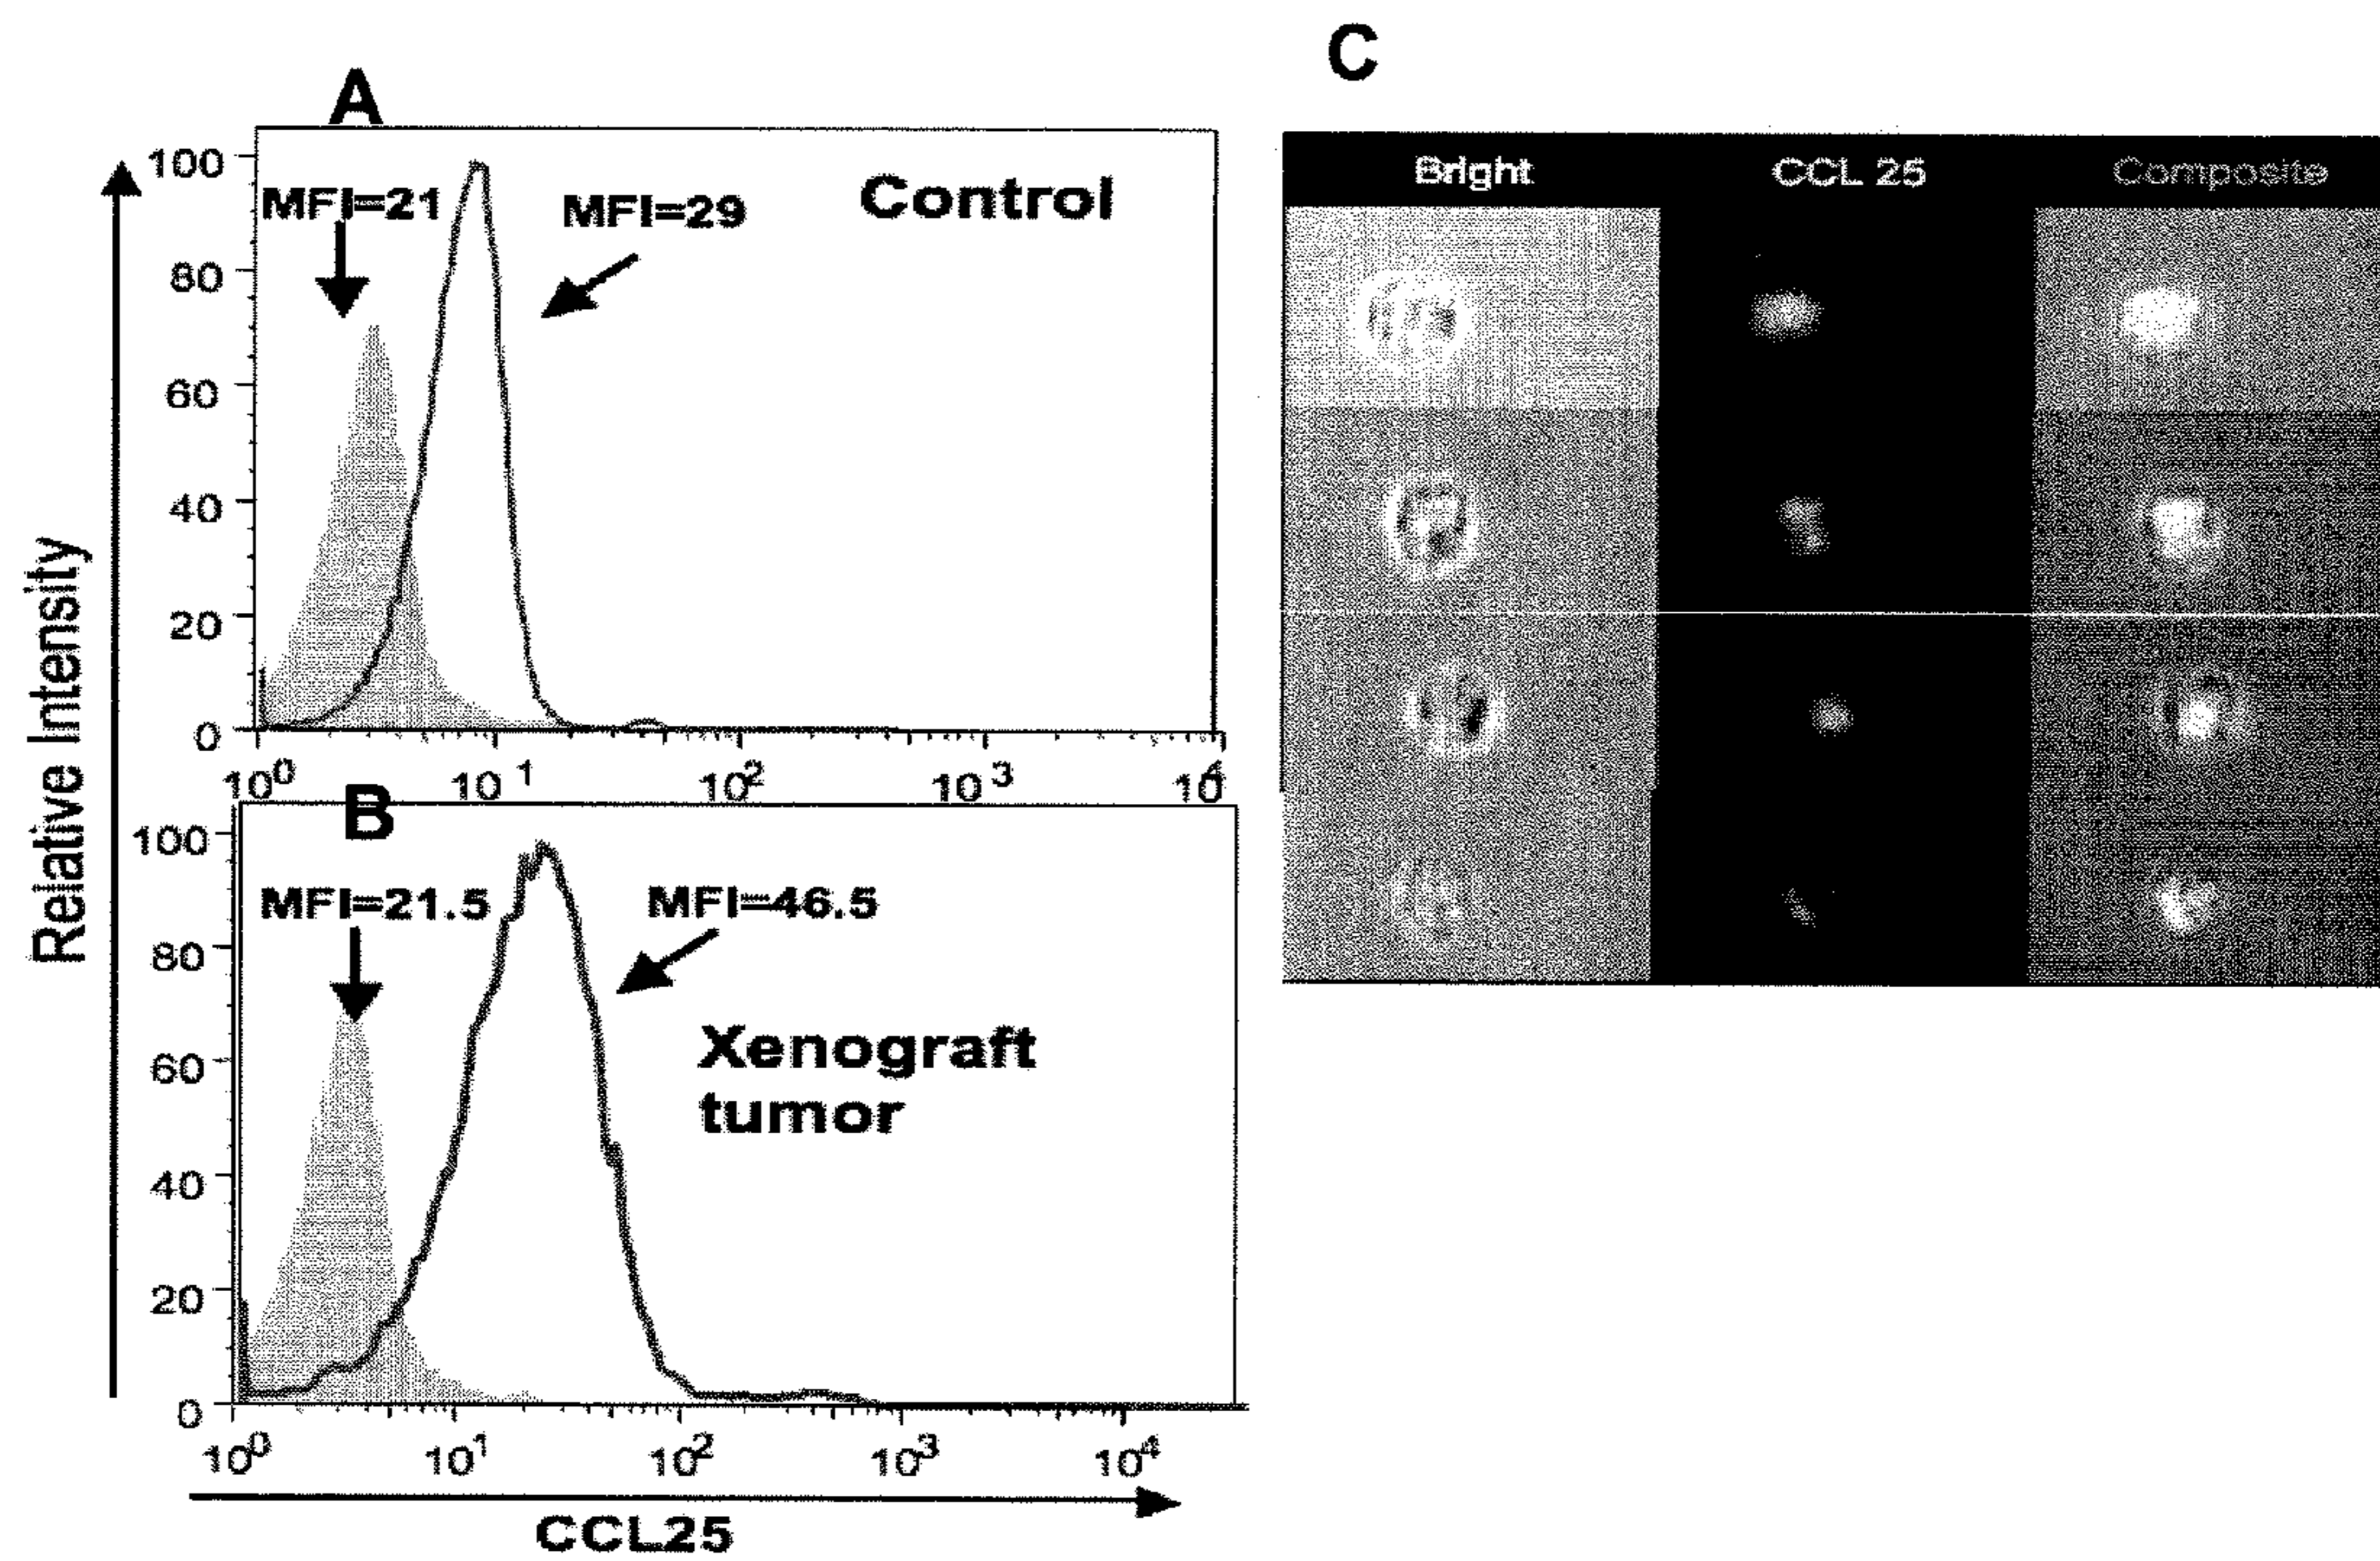 A
Relative Intensity
100
80
60
40
20
0
MFI=21
MFI=29
Control
10⁰
10¹
10²
10³
10⁴
B
100
80
60
40
20
0
MFI=21.5
MFI=46.5
Xenograft
tumor
10⁰
10¹
10²
10³
10⁴
CCL25
C
Bright
CCL 25
Composite